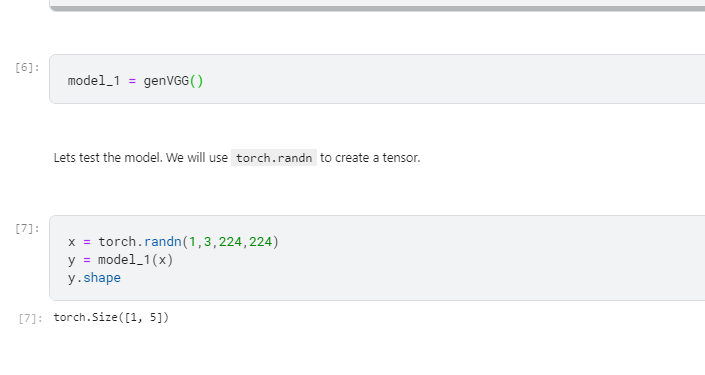 [6]:
model_1 = genVGG()
Lets test the model. We will use torch.randn to create a tensor.
[7]:
x = torch.randn(1,3,224,224)
y = model_1(x)
y.shape
[7]: torch.Size([1, 5])